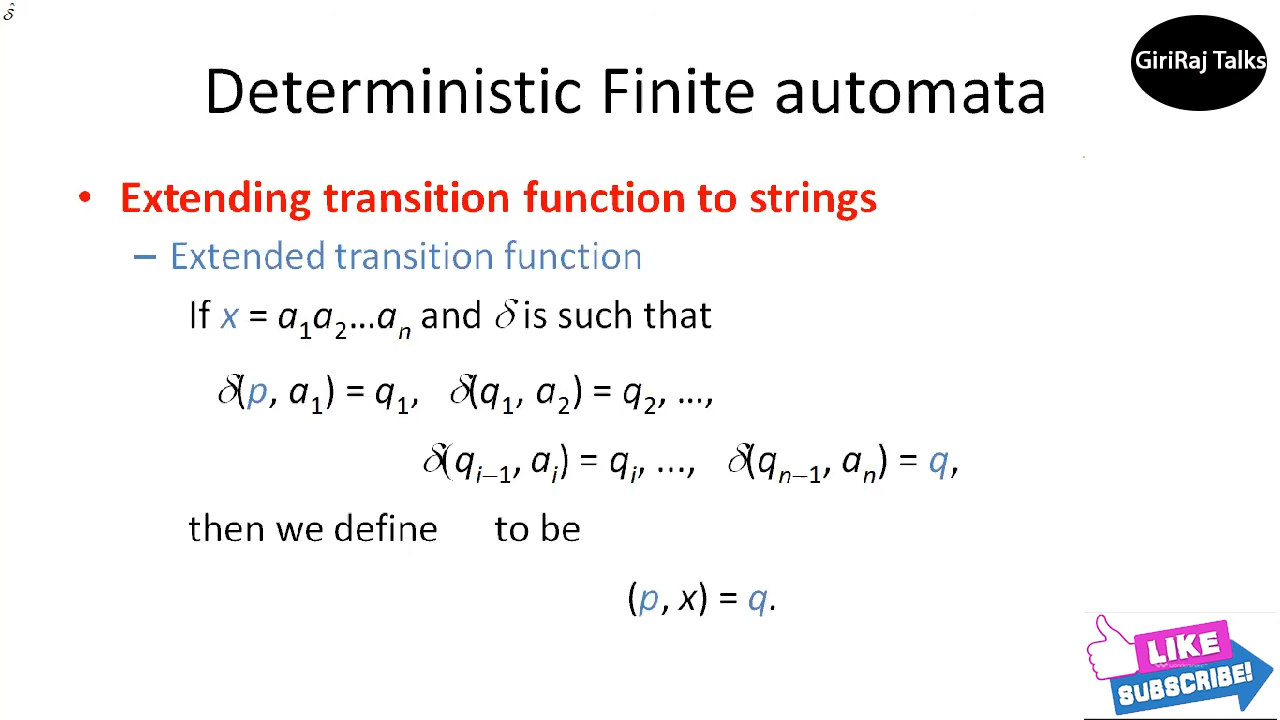 δ̂
GiriRaj Talks
Deterministic Finite automata
• Extending transition function to strings
– Extended transition function
If x = a₁a₂...aₙ and δ is such that
δ(p, a₁) = q₁, δ(q₁, a₂) = q₂, ...,
δ(qᵢ₋₁, aᵢ) = qᵢ, ..., δ(qₙ₋₁, aₙ) = q,
then we define to be
(p, x) = q.
LIKE
SUBSCRIBE!